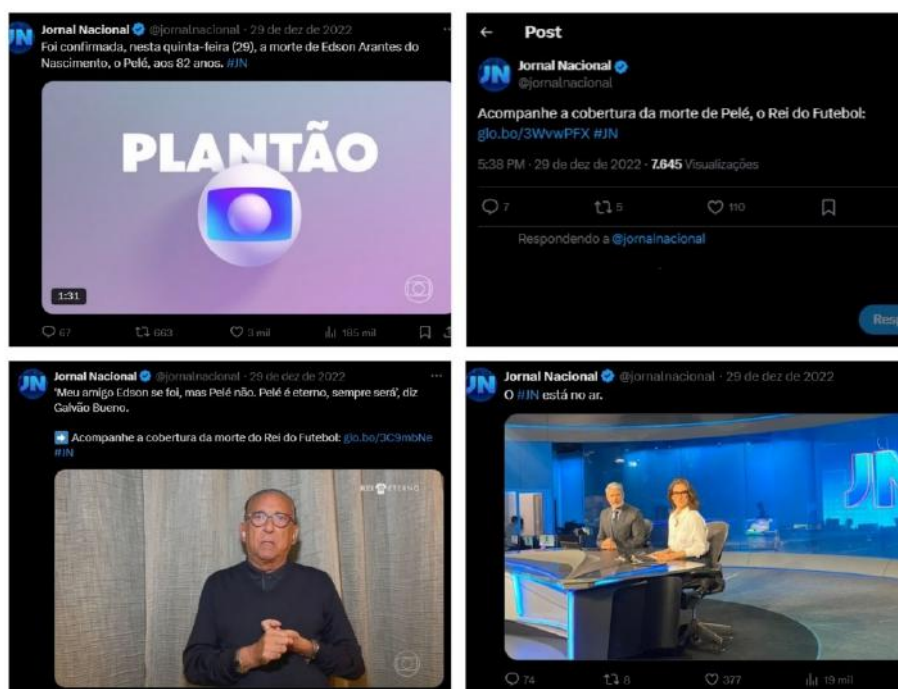 Jornal Nacional @jornalnacional · 29 de dez de 2022
Foi confirmada, nesta quinta-feira (29), a morte de Edson Arantes do
Nascimento, o Pelé, aos 82 anos. #JN
PLANTÃO
1:31
67 663 3 mil 185 mil
← Post
JN Jornal Nacional
@jornalnacional
Acompanhe a cobertura da morte de Pelé, o Rei do Futebol:
glo.bo/3WvwPFX #JN
5:38 PM · 29 de dez de 2022 · 7.645 Visualizações
7 5 110
Respondendo a @jornalnacional
Resp
JN Jornal Nacional @jornalnacional · 29 de dez de 2022
'Meu amigo Edson se foi, mas Pelé não. Pelé é eterno, sempre será', diz
Galvão Bueno.
Acompanhe a cobertura da morte do Rei do Futebol: glo.bo/3C9mbNe
#JN
REI ETERNO
JN Jornal Nacional @jornalnacional · 29 de dez de 2022
O #JN está no ar.
JN
74 8 377 19 mil